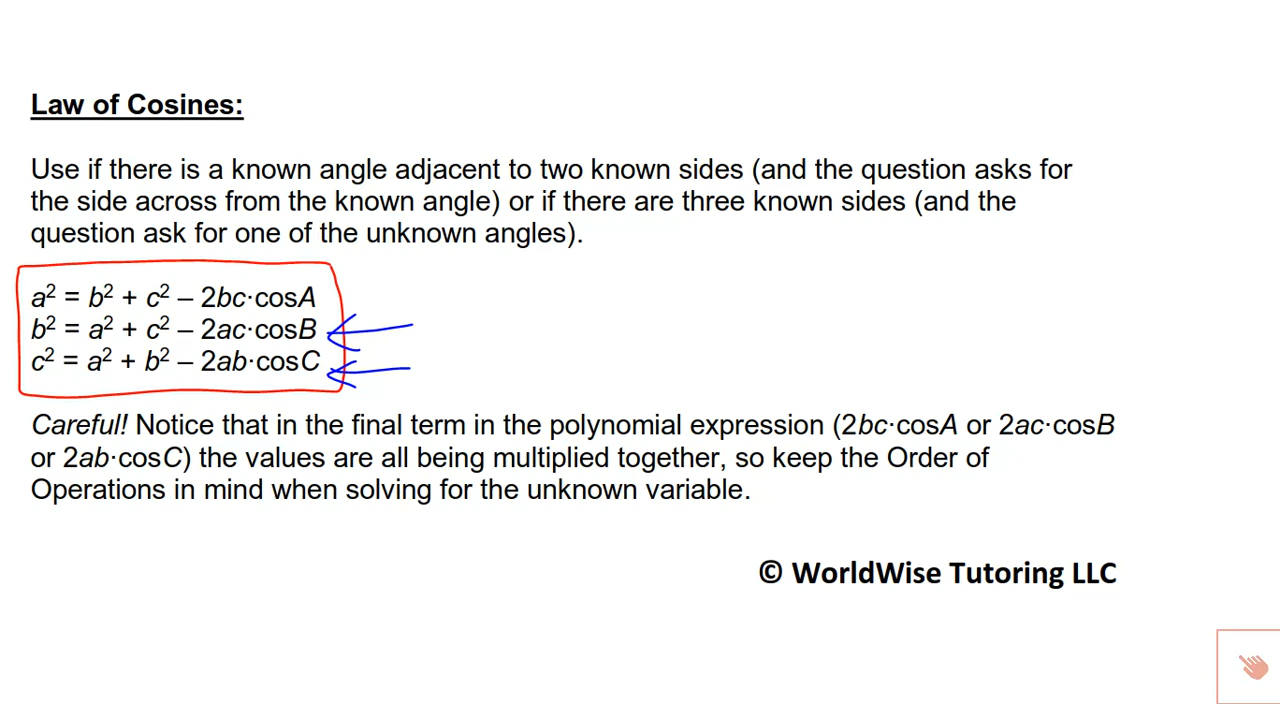 Law of Cosines:
Use if there is a known angle adjacent to two known sides (and the question asks for
the side across from the known angle) or if there are three known sides (and the
question ask for one of the unknown angles).
a² = b² + c² – 2bc·cosA
b² = a² + c² – 2ac·cosB
c² = a² + b² – 2ab·cosC
Careful! Notice that in the final term in the polynomial expression (2bc·cosA or 2ac·cosB
or 2ab·cosC) the values are all being multiplied together, so keep the Order of
Operations in mind when solving for the unknown variable.
© WorldWise Tutoring LLC